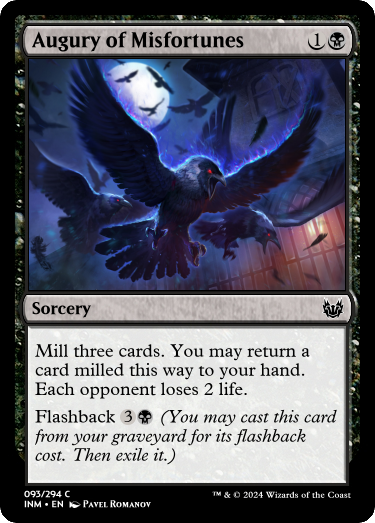 Augury of Misfortunes 1
Sorcery
Mill three cards. You may return a
card milled this way to your hand.
Each opponent loses 2 life.
Flashback 3 (You may cast this card
from your graveyard for its flashback
cost. Then exile it.)
093/294 C
INM • EN Pavel Romanov
™ & © 2024 Wizards of the Coast